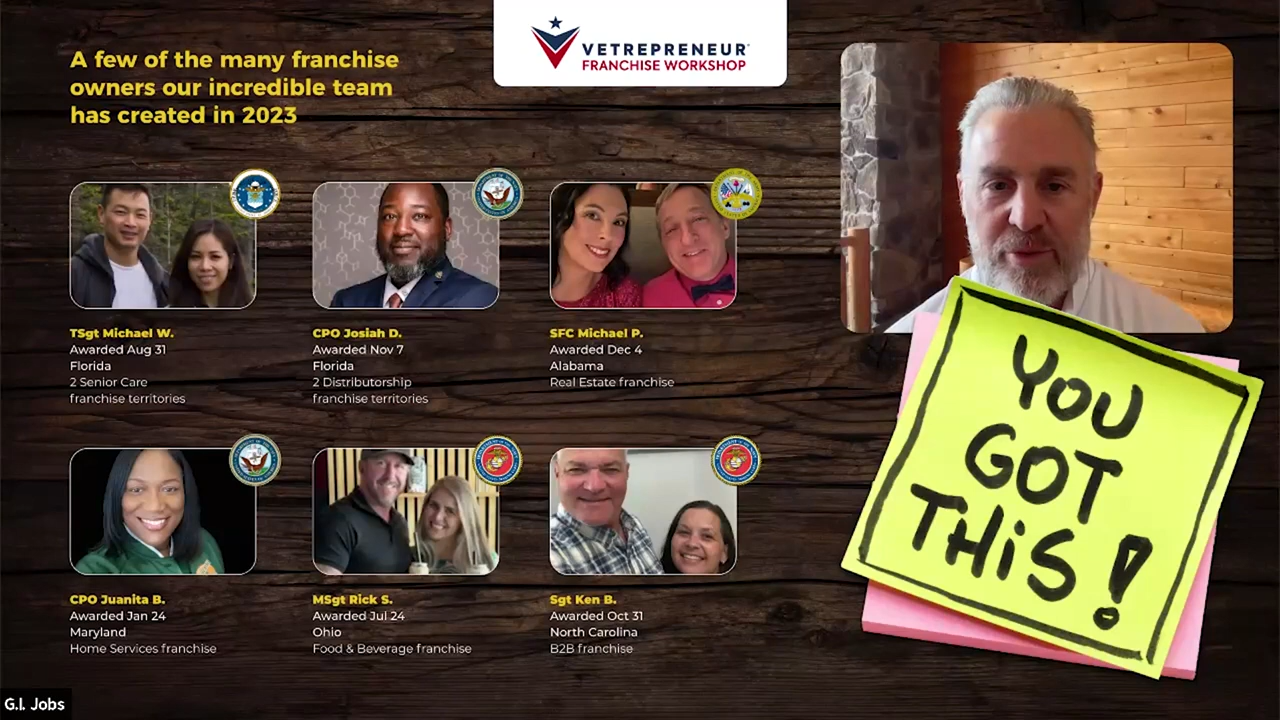 VETREPRENEUR
FRANCHISE WORKSHOP
A few of the many franchise
owners our incredible team
has created in 2023
TSgt Michael W.
Awarded Aug 31
Florida
2 Senior Care
franchise territories
CPO Josiah D.
Awarded Nov 7
Florida
2 Distributorship
franchise territories
SFC Michael P.
Awarded Dec 4
Alabama
Real Estate franchise
CPO Juanita B.
Awarded Jan 24
Maryland
Home Services franchise
MSgt Rick S.
Awarded Jul 24
Ohio
Food & Beverage franchise
Sgt Ken B.
Awarded Oct 31
North Carolina
B2B franchise
YOU
GOT
THiS!
G.I. Jobs